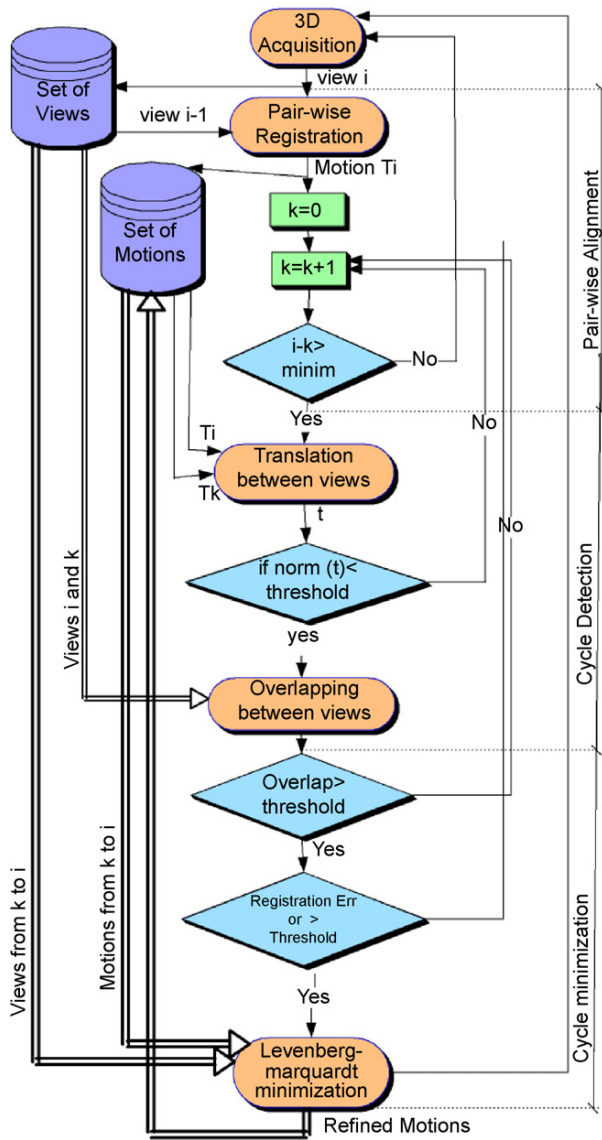 3D
Acquisition
view i
Set of
Views
view i-1
Pair-wise
Registration
Motion Ti
Set of
Motions
k=0
k=k+1
i-k>
minim
No
Yes
Ti
Tk
Translation
between views
t
No
No
if norm (t)<
threshold
yes
Views i and k
Overlapping
between views
Overlap>
threshold
Yes
Registration Err
or >
Threshold
Yes
Views from k to i
Motions from k to i
Levenberg-
marquardt
minimization
Refined Motions
Pair-wise Alignment
Cycle Detection
Cycle minimization